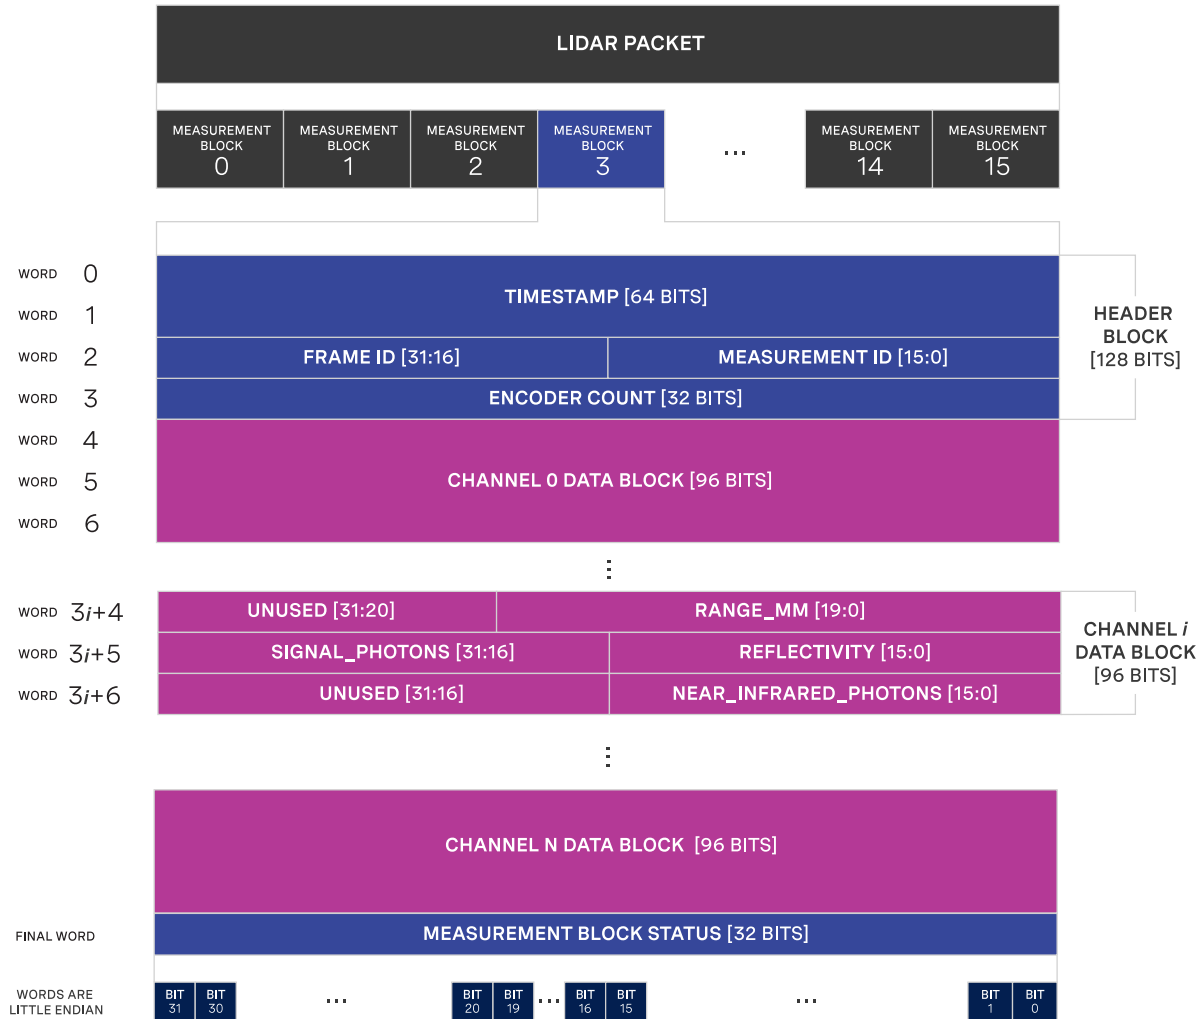 LIDAR PACKET
MEASUREMENT BLOCK 0
MEASUREMENT BLOCK 1
MEASUREMENT BLOCK 2
MEASUREMENT BLOCK 3
...
MEASUREMENT BLOCK 14
MEASUREMENT BLOCK 15
WORD 0
WORD 1
TIMESTAMP [64 BITS]
HEADER
BLOCK
[128 BITS]
WORD 2
FRAME ID [31:16]
MEASUREMENT ID [15:0]
WORD 3
ENCODER COUNT [32 BITS]
WORD 4
WORD 5
CHANNEL 0 DATA BLOCK [96 BITS]
WORD 6
WORD 3i+4
UNUSED [31:20]
RANGE_MM [19:0]
WORD 3i+5
SIGNAL_PHOTONS [31:16]
REFLECTIVITY [15:0]
WORD 3i+6
UNUSED [31:16]
NEAR_INFRARED_PHOTONS [15:0]
CHANNEL i
DATA BLOCK
[96 BITS]
CHANNEL N DATA BLOCK [96 BITS]
FINAL WORD
MEASUREMENT BLOCK STATUS [32 BITS]
WORDS ARE
LITTLE ENDIAN
BIT 31
BIT 30
...
BIT 20
BIT 19
...
BIT 16
BIT 15
...
BIT 1
BIT 0